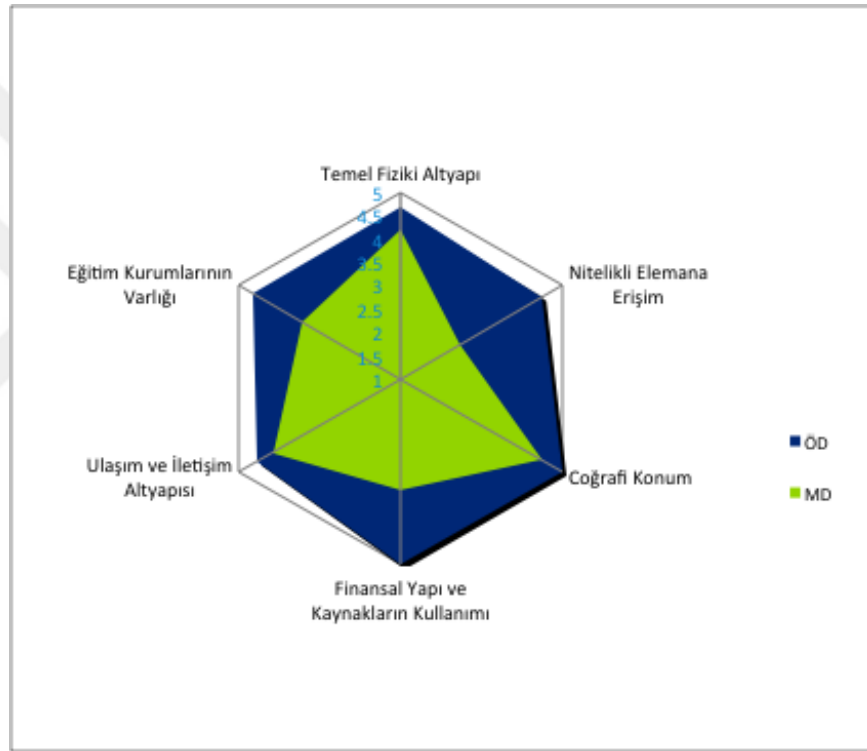 Temel Fiziki Altyapı
5
4.5
4
3.5
3
2.5
2
1.5
1
Nitelikli Elemana
Erişim
Coğrafi Konum
Finansal Yapı ve
Kaynakların Kullanımı
Ulaşım ve İletişim
Altyapısı
Eğitim Kurumlarının
Varlığı
ÖD
MD